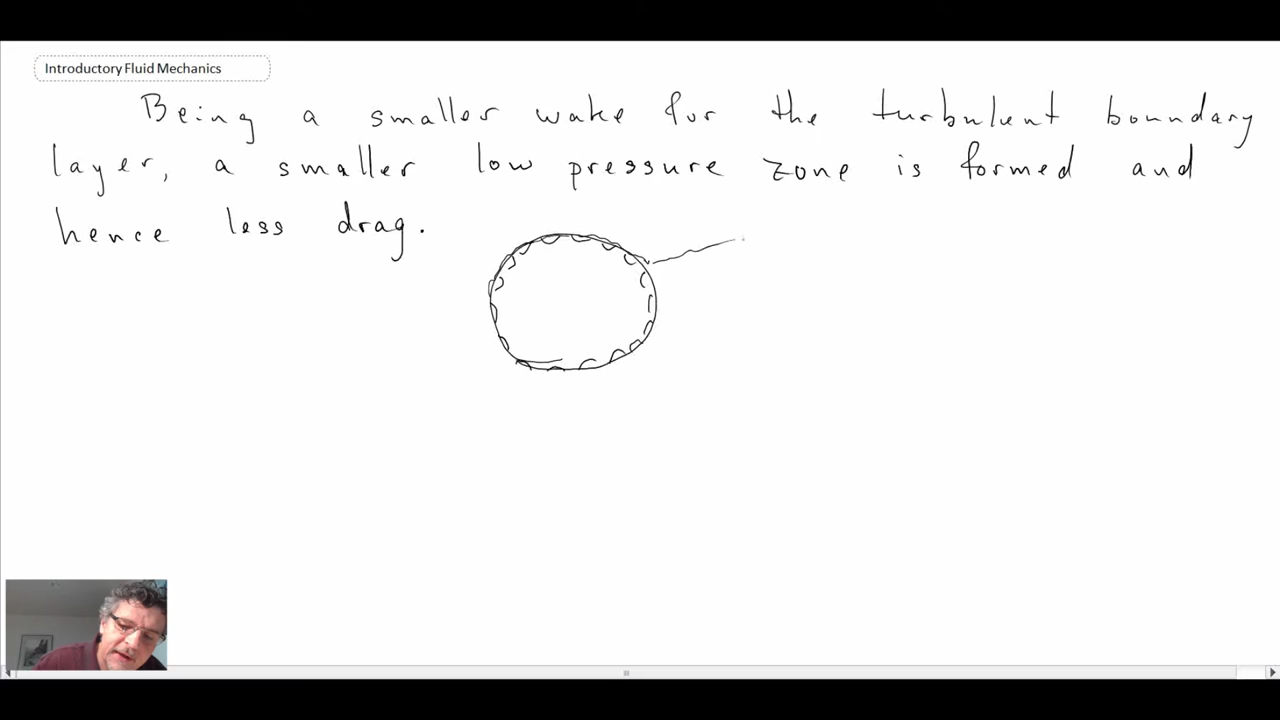 Introductory Fluid Mechanics
Being a smaller wake for the turbulent boundary
layer, a smaller low pressure zone is formed and
hence less drag.